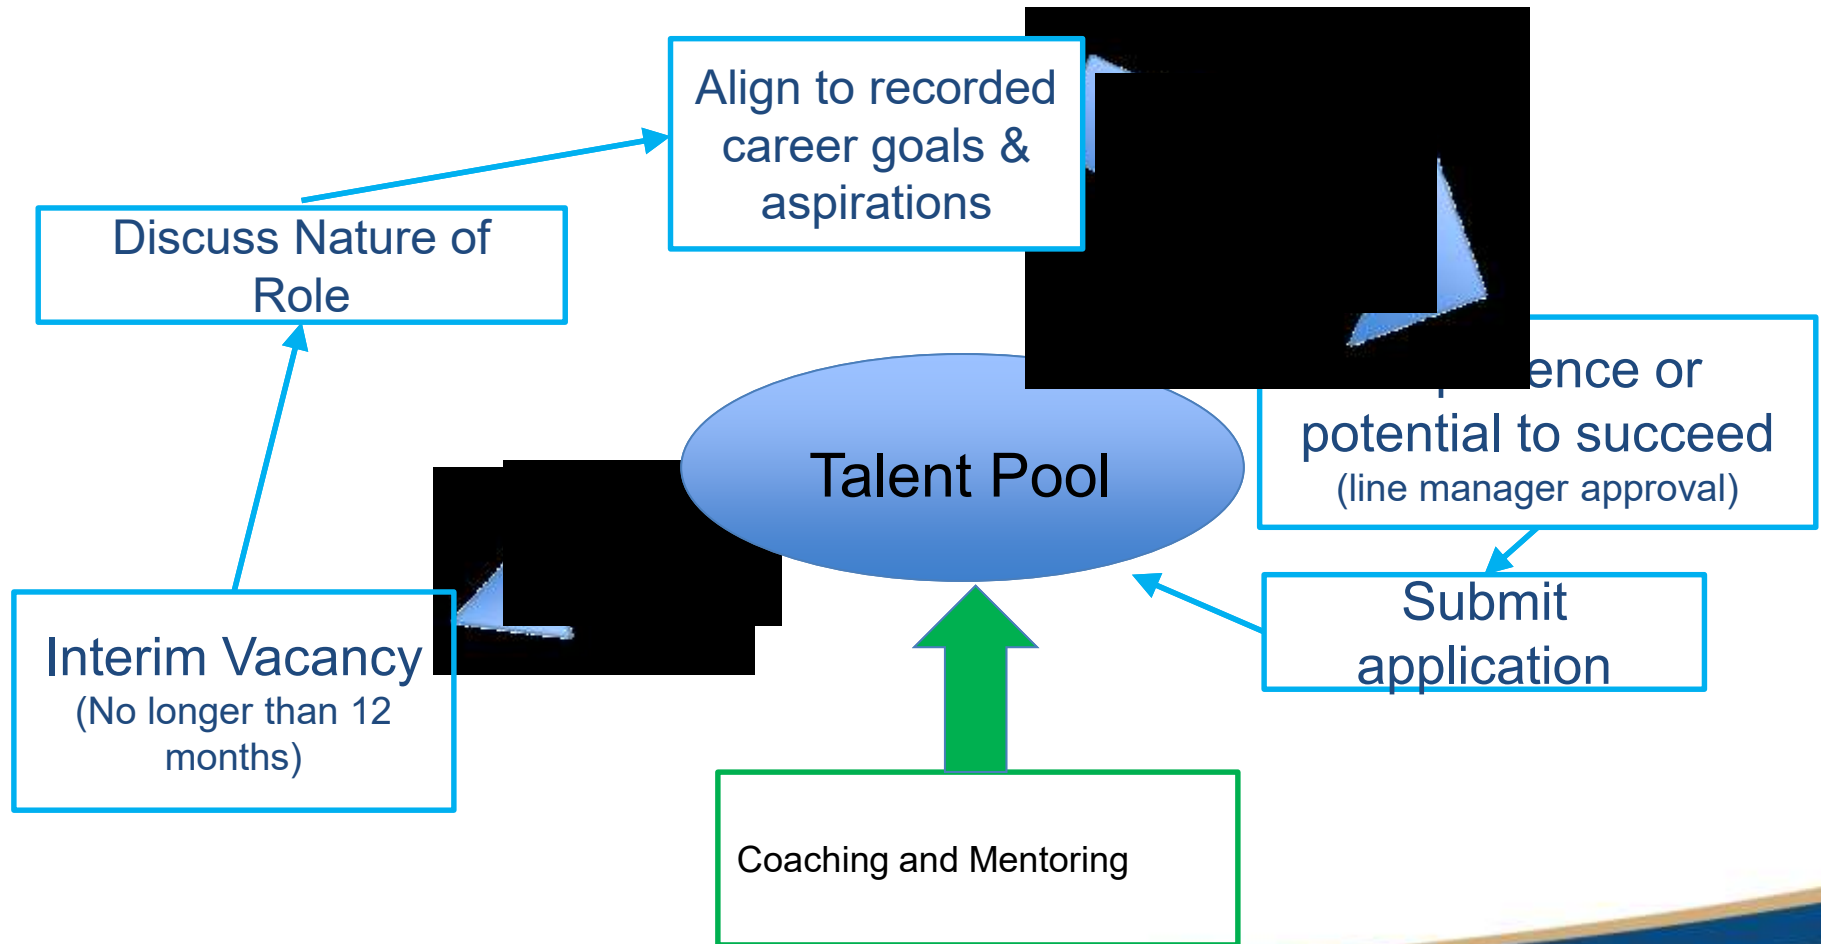 Align to recorded
career goals &
aspirations
Discuss Nature of
Role
ence or
potential to succeed
(line manager approval)
Talent Pool
Submit
application
Interim Vacancy
(No longer than 12
months)
Coaching and Mentoring